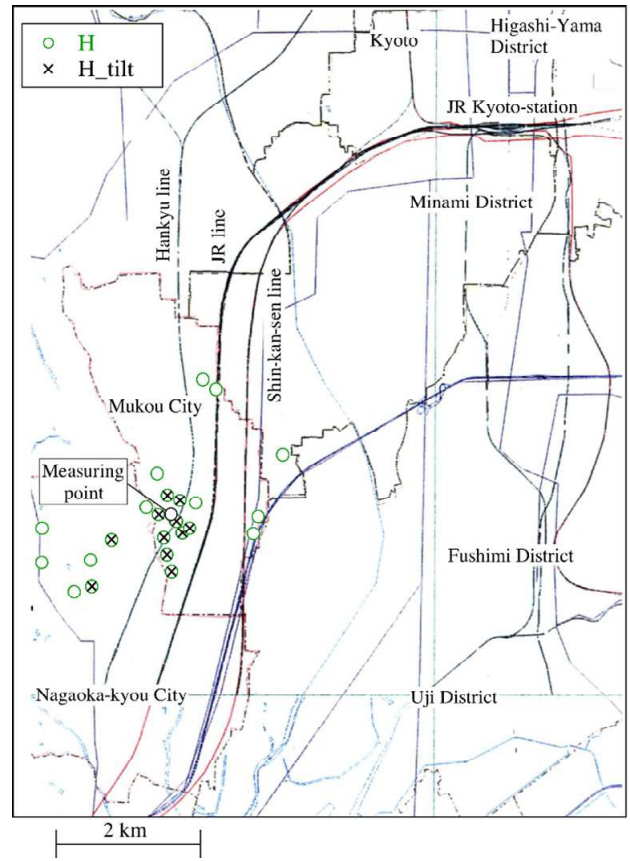 H
H_tilt
Kyoto
Higashi-Yama
District
JR Kyoto-station
Minami District
Hankyu line
JR line
Shin-kan-sen line
Mukou City
Measuring
point
Fushimi District
Nagaoka-kyou City
Uji District
2 km